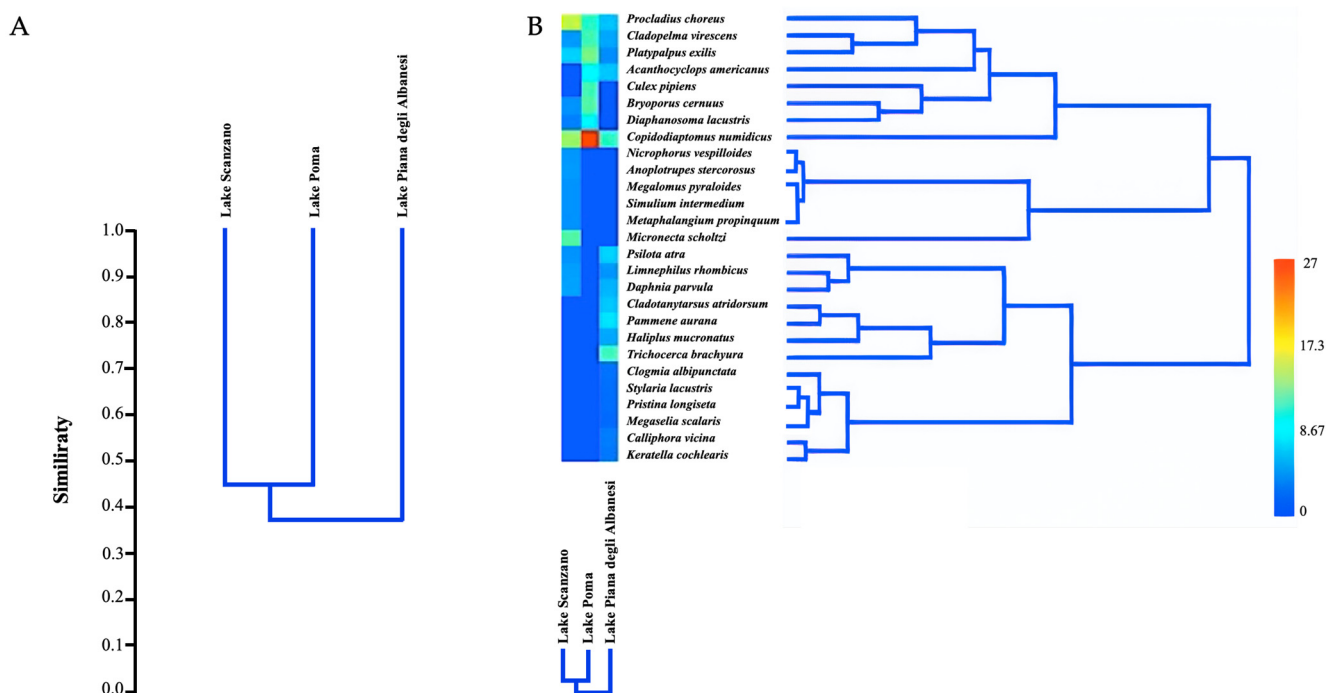 A
B
Lake Scanzano
Lake Poma
Lake Piana degli Albanesi
Similiraty
1.0
0.9
0.8
0.7
0.6
0.5
0.4
0.3
0.2
0.1
0.0
Procladius choreus
Cladopelma virescens
Platypalpus exilis
Acanthocyclops americanus
Culex pipiens
Bryoporus cernuus
Diaphanosoma lacustris
Copidodiaptomus numidicus
Nicrophorus vespilloides
Anoplotrupes stercorosus
Megalomus pyraloides
Simulium intermedium
Metaphalangium propinquum
Micronecta scholtzi
Psilota atra
Limnephilus rhombicus
Daphnia parvula
Cladotanytarsus atridorsum
Pammene aurana
Haliplus mucronatus
Trichocerca brachyura
Clogmia albipunctata
Stylaria lacustris
Pristina longiseta
Megaselia scalaris
Calliphora vicina
Keratella cochlearis
Lake Scanzano
Lake Poma
Lake Piana degli Albanesi
27
17.3
8.67
0